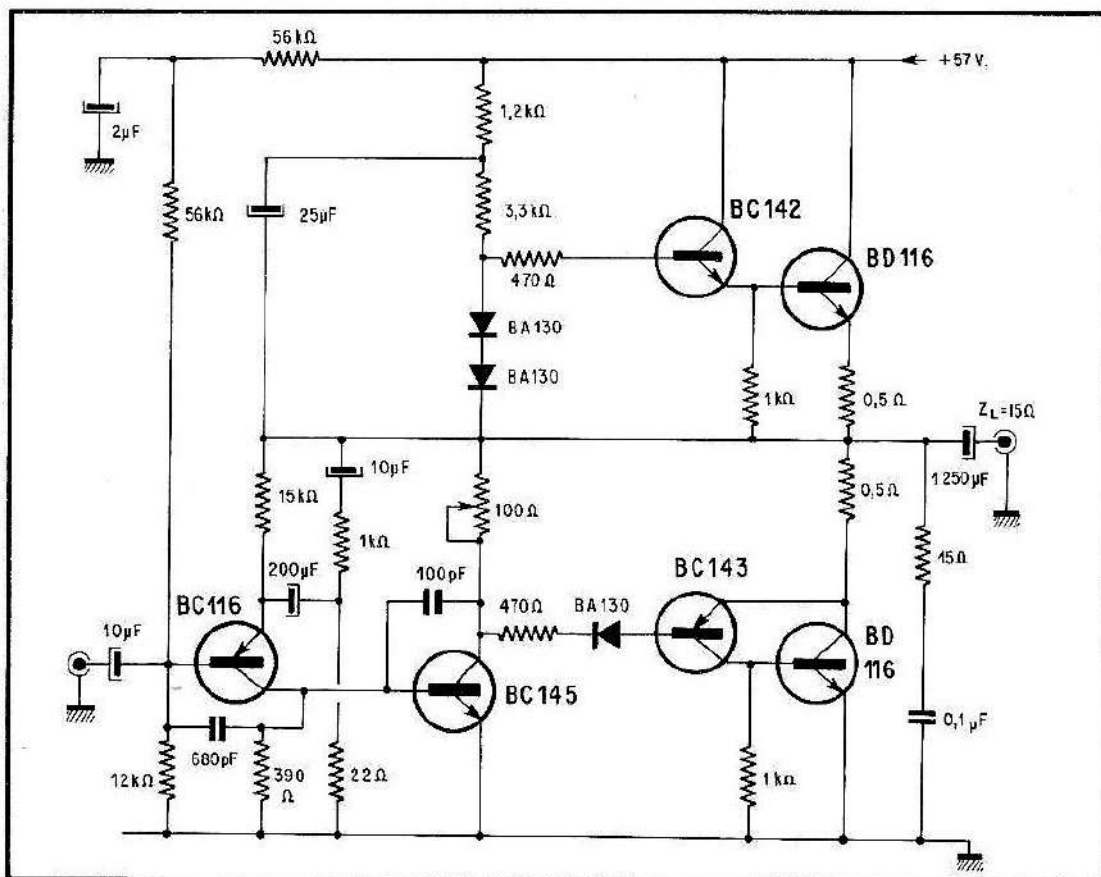 56kΩ
+57V.
1,2kΩ
2µF
56kΩ
25µF
3,3kΩ
BC142
BD116
470Ω
BA130
BA130
1kΩ
0,5Ω
ZL=15Ω
10µF
1250µF
15kΩ
100Ω
0,5Ω
1kΩ
15Ω
200µF
100pF
BC143
BC116
470Ω
BA130
10µF
BD
116
BC145
0,1µF
680pF
12kΩ
390
Ω
22Ω
1kΩ